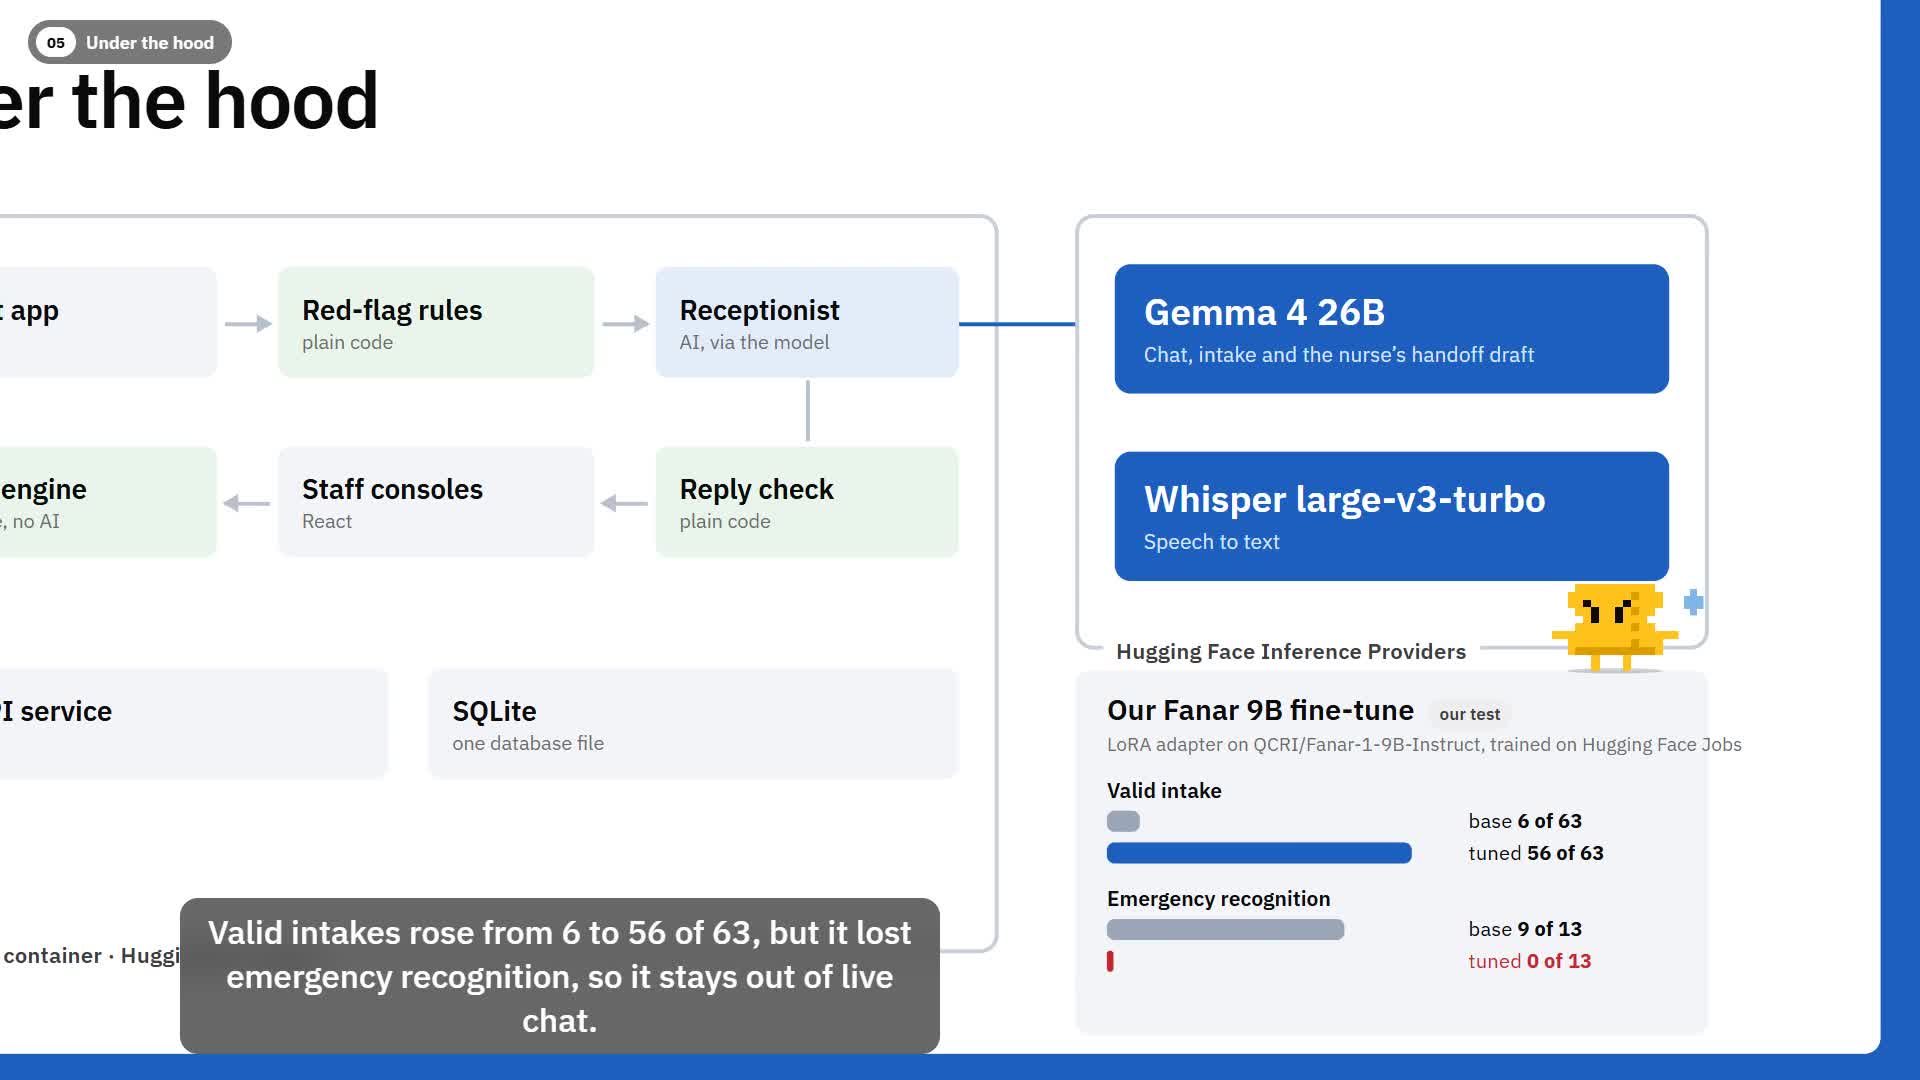 05 Under the hood
er the hood
t app
Red-flag rules
plain code
Receptionist
AI, via the model
Gemma 4 26B
Chat, intake and the nurse’s handoff draft
engine
e, no AI
Staff consoles
React
Reply check
plain code
Whisper large-v3-turbo
Speech to text
Hugging Face Inference Providers
PI service
SQLite
one database file
Our Fanar 9B fine-tune our test
LoRA adapter on QCRI/Fanar-1-9B-Instruct, trained on Hugging Face Jobs
Valid intake
base 6 of 63
tuned 56 of 63
Emergency recognition
base 9 of 13
tuned 0 of 13
container · Huggi
Valid intakes rose from 6 to 56 of 63, but it lost
emergency recognition, so it stays out of live
chat.